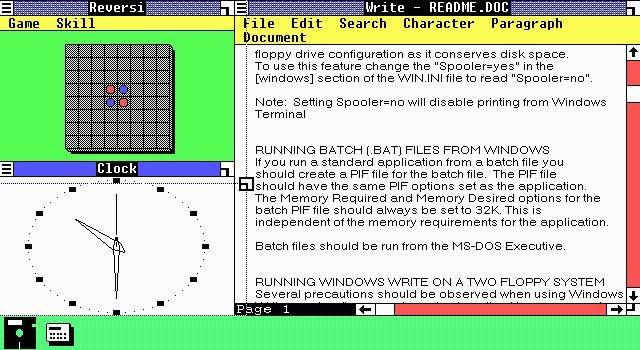 Reversi
Game Skill
Clock
Write - README.DOC
File Edit Search Character Paragraph
Document
floppy drive configuration as it conserves disk space.
To use this feature change the "Spooler=yes" in the
[windows] section of the WIN.INI file to read "Spooler=no".
Note: Setting Spooler=no will disable printing from Windows
Terminal
RUNNING BATCH (.BAT) FILES FROM WINDOWS
If you run a standard application from a batch file you
should create a PIF file for the batch file. The PIF file
should have the same PIF options set as the application.
The Memory Required and Memory Desired options for the
batch PIF file should always be set to 32K. This is
independent of the memory requirements for the application.
Batch files should be run from the MS-DOS Executive.
RUNNING WINDOWS WRITE ON A TWO FLOPPY SYSTEM
Several precautions should be observed when using Windows
Page 1